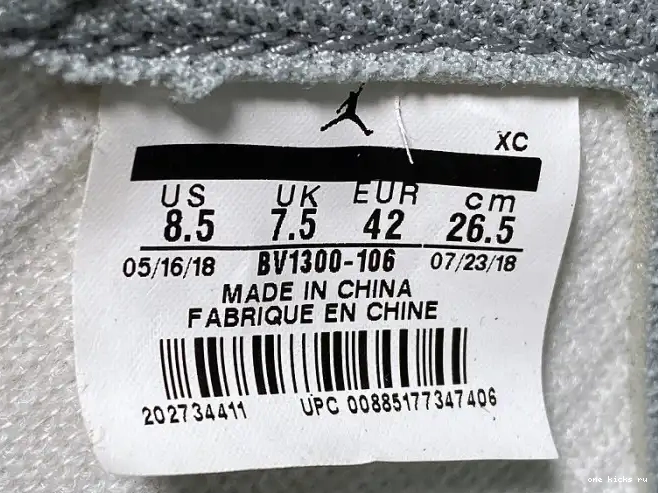 XC
US UK EUR cm
8.5 7.5 42 26.5
05/16/18 BV1300-106 07/23/18
MADE IN CHINA
FABRIQUE EN CHINE
202734411 UPC 00885177347406
one kicks ru